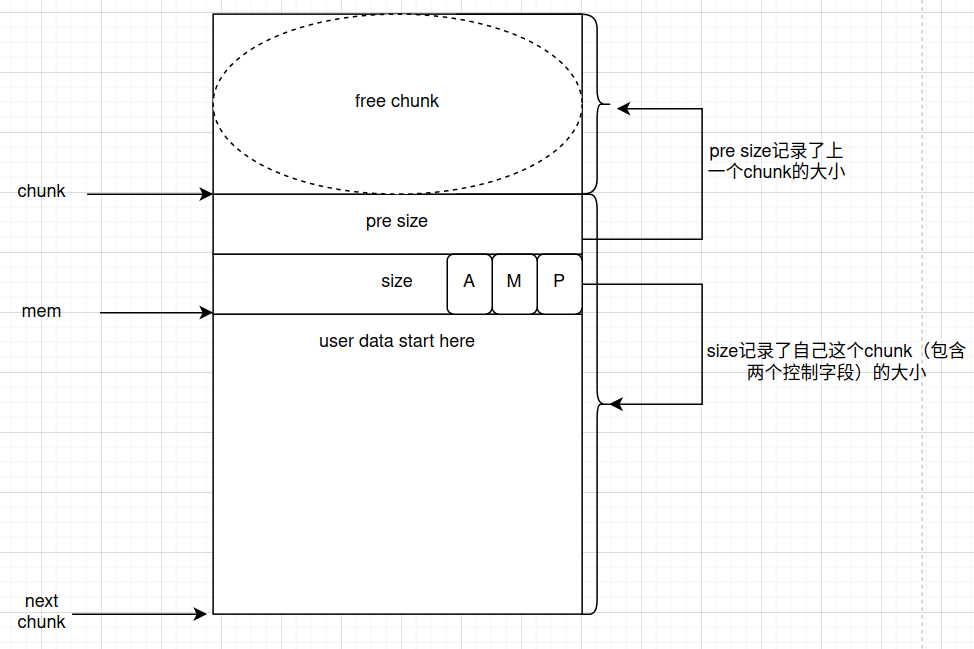 free chunk
pre size记录了上
一个chunk的大小
chunk
pre size
size
A
M
P
mem
user data start here
size记录了自己这个chunk（包含
两个控制字段）的大小
next
chunk